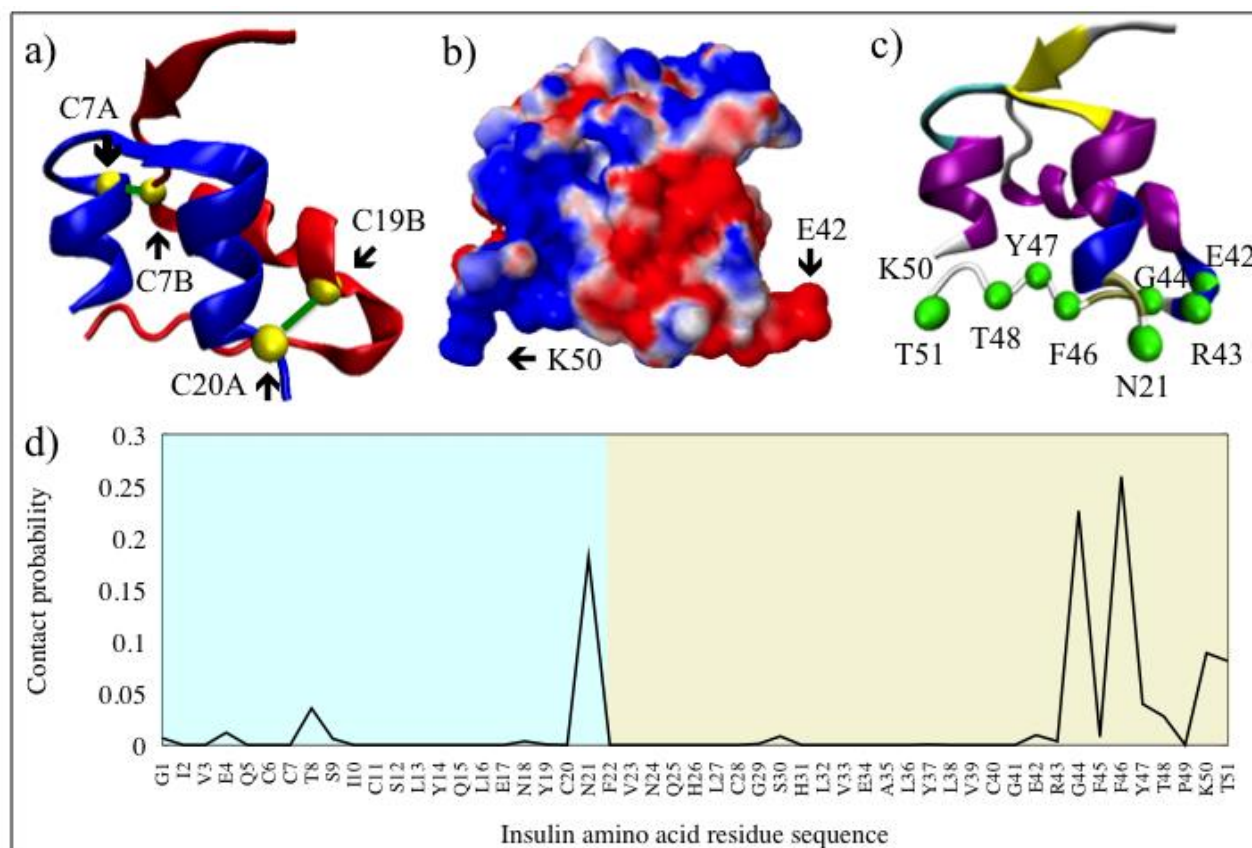 a)
C7A
C7B
C19B
C20A
b)
E42
K50
c)
K50
Y47
G44
E42
T51
T48
F46
R43
N21
d)
0.3
0.25
0.2
0.15
0.1
0.05
0
Contact probability
G1 I2 V3 E4 Q5 C6 C7 T8 S9 I10 C11 S12 L13 Y14 Q15 L16 E17 N18 Y19 C20 N21 F22 V23 N24 Q25 H26 L27 C28 G29 S30 H31 L32 V33 E34 A35 L36 Y37 L38 V39 C40 G41 E42 R43 G44 F45 F46 Y47 T48 P49 K50 T51
Insulin amino acid residue sequence